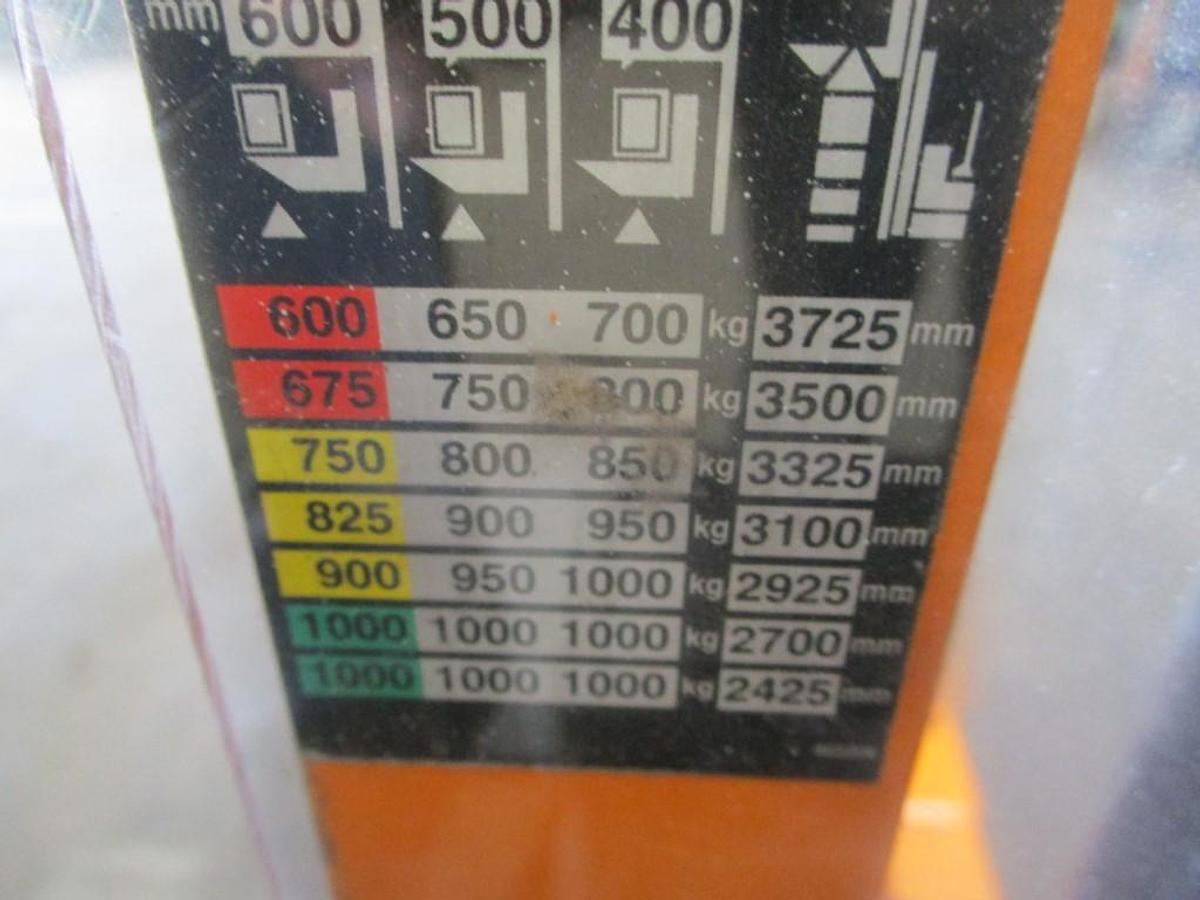 mm 600 500 400
600 650 700 kg 3725 mm
675 750 800 kg 3500 mm
750 800 850 kg 3325 mm
825 900 950 kg 3100 mm
900 950 1000 kg 2925 mm
1000 1000 1000 kg 2700 mm
1000 1000 1000 kg 2425 mm